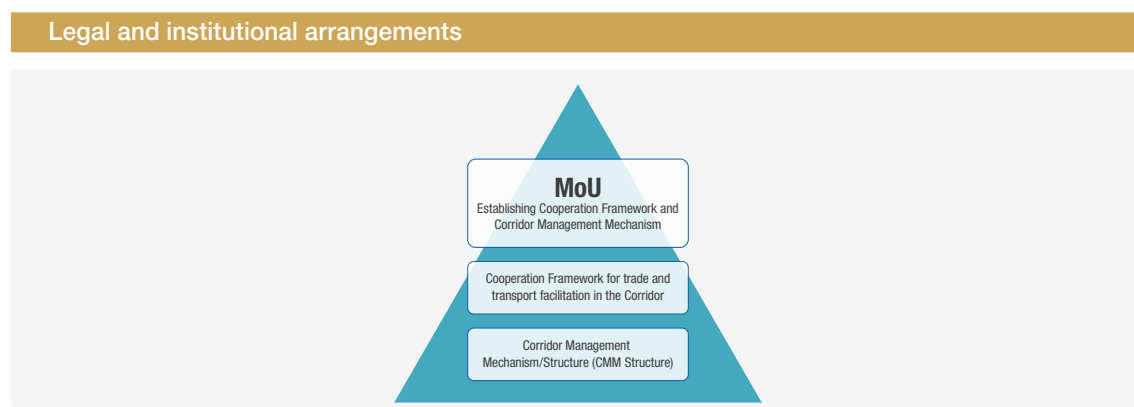 Legal and institutional arrangements
MoU
Establishing Cooperation Framework and
Corridor Management Mechanism
Cooperation Framework for trade and
transport facilitation in the Corridor
Corridor Management
Mechanism/Structure (CMM Structure)